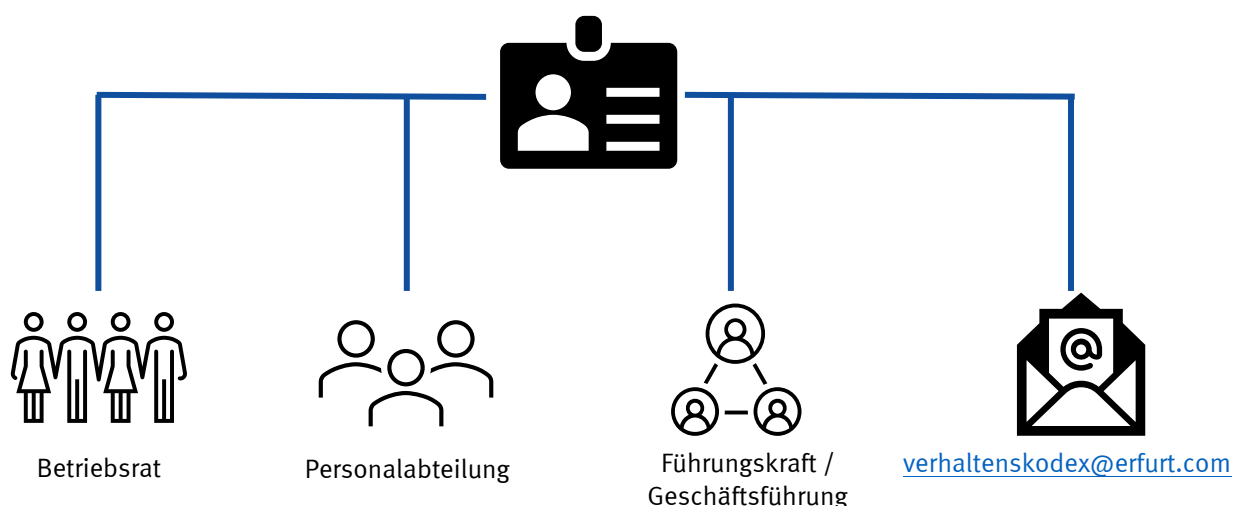 Betriebsrat
Personalabteilung
Führungskraft /
Geschäftsführung
verhaltenskodex@erfurt.com